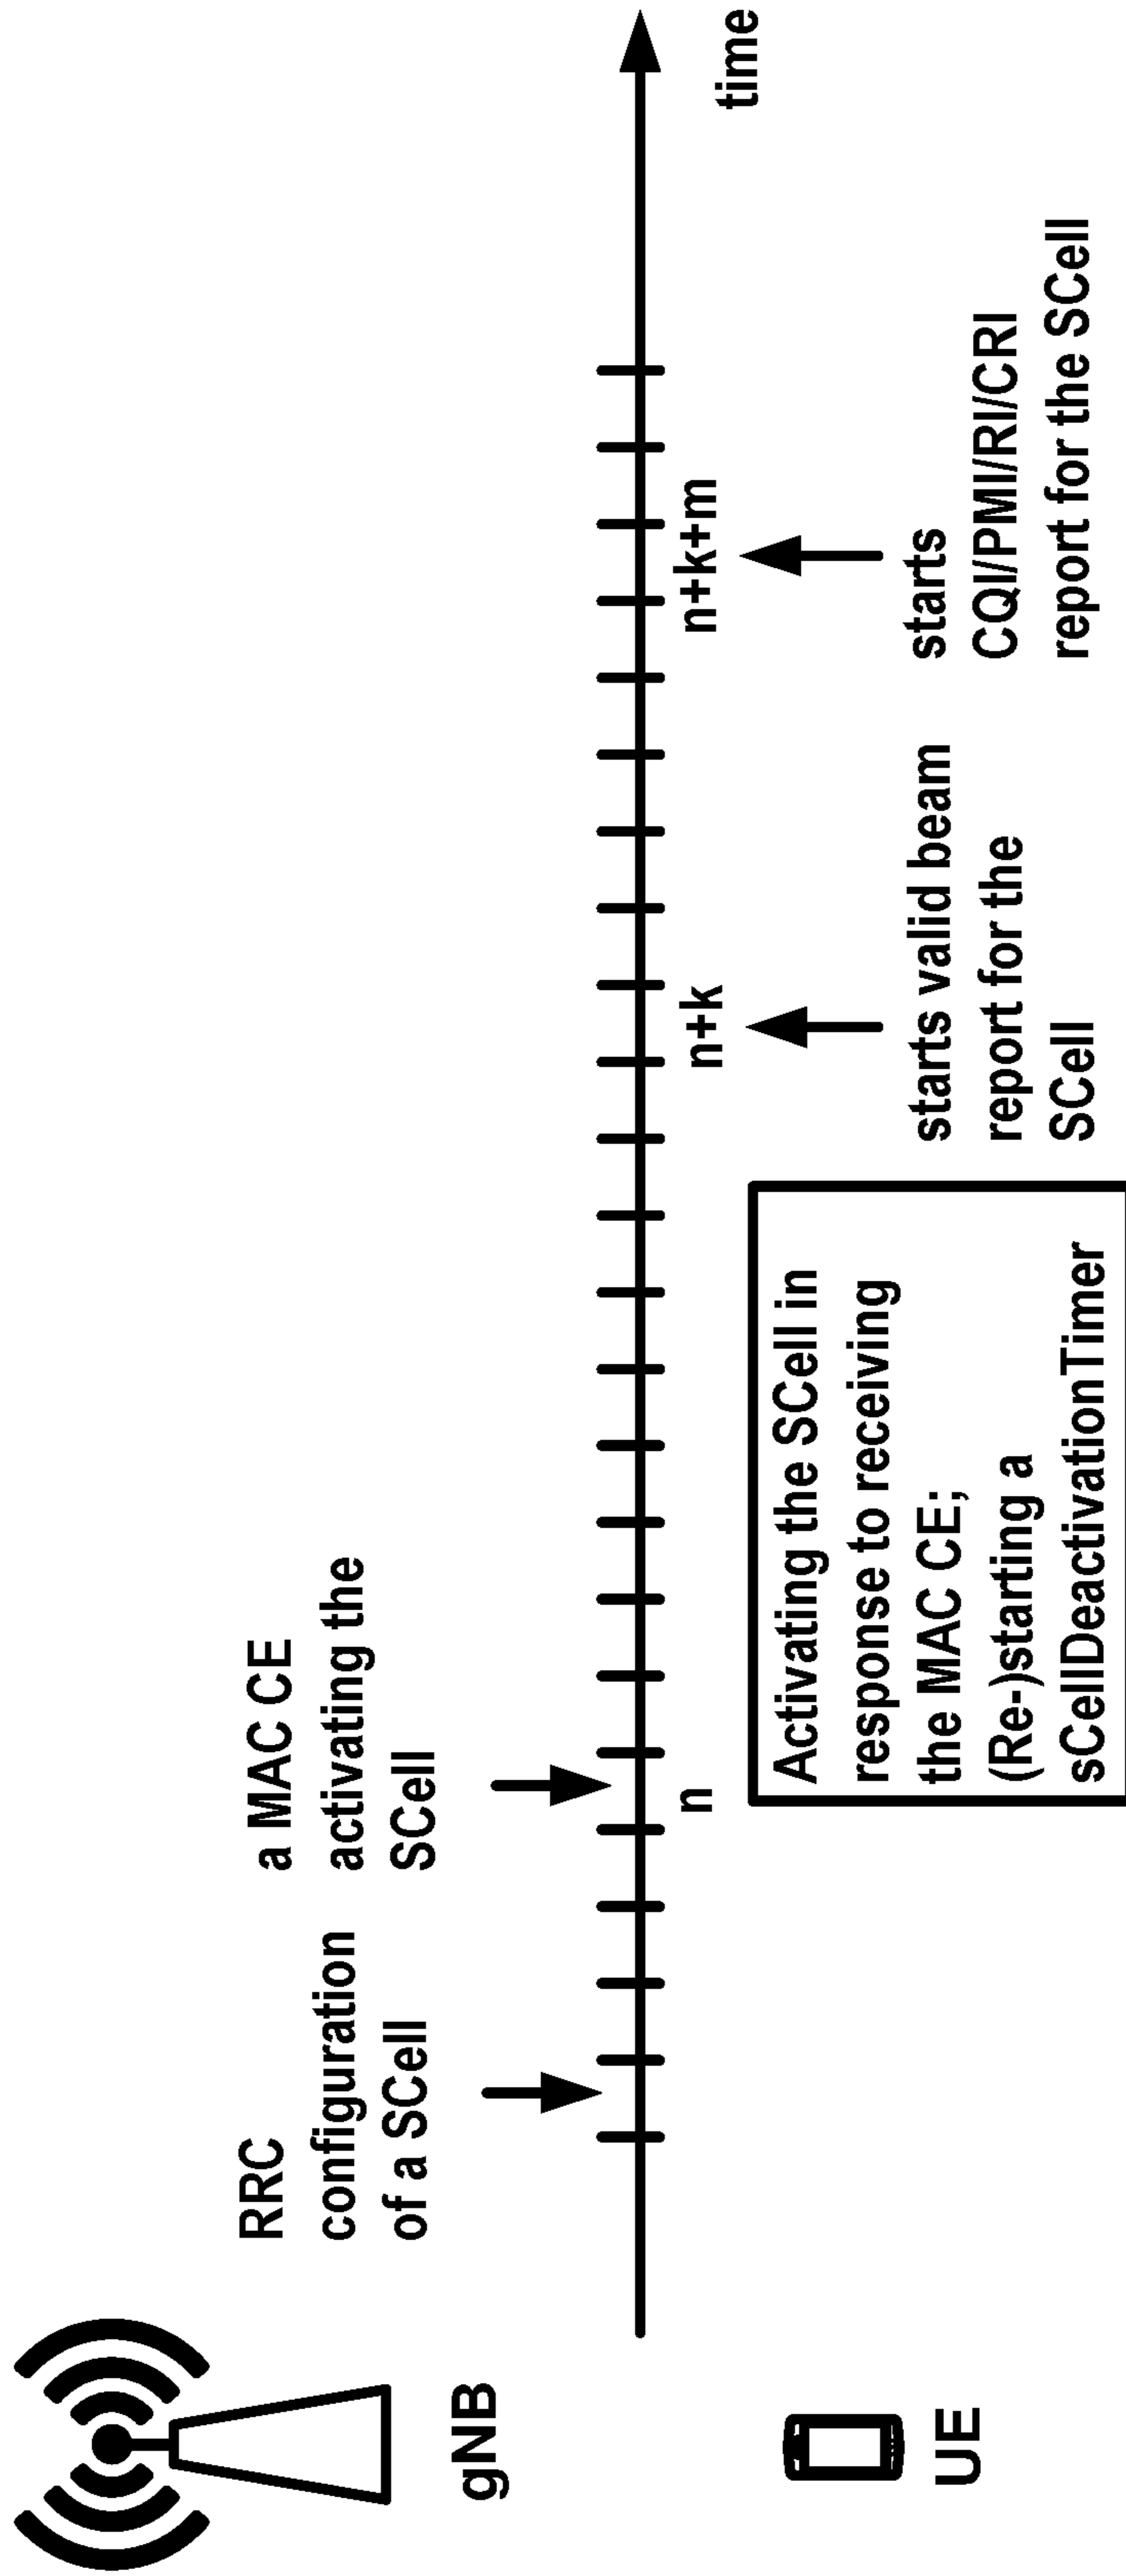 gNB
RRC
configuration
of a SCell
a MAC CE
activating the
SCell
n
n+k
n+k+m
time
UE
Activating the SCell in
response to receiving
the MAC CE;
(Re-)starting a
sCellDeactivationTimer
starts valid beam
report for the
SCell
starts
CQI/PMI/RI/CRI
report for the SCell